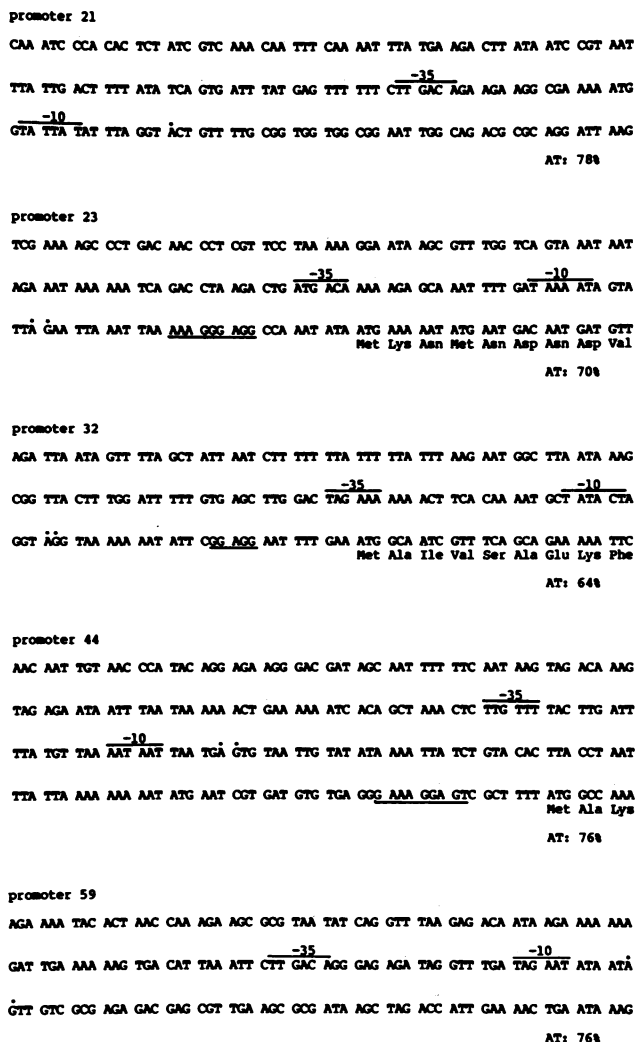 promoter 21
CAA ATC CCA CAC TCT ATC GTC AAA CAA TTT CAA AAT TTA TGA AGA CTT ATA ATC CGT AAT
-35
TTA TTG ACT TTT ATA TCA GTG ATT TAT GAG TTT TTT CTT GAC AGA AGA AGG CGA AAA ATG
-10
GTA TTA TAT TTA GGT ACT GTT TTG CGG TGG TGG CGG AAT TGG CAG ACG CGC AGG ATT AAG
AT: 78%
promoter 23
TCG AAA AGC CCT GAC AAC CCT CGT TCC TAA AAA GGA ATA AGC GTT TGG TCA GTA AAT AAT
-35 -10
AGA AAT AAA AAA TCA GAC CTA AGA CTG ATG ACA AAA AGA GCA AAT TTT GAT AAA ATA GTA
TTA GAA TTA AAT TAA AAA GGG AGG CCA AAT ATA ATG AAA AAT ATG AAT GAC AAT GAT GTT
Met Lys Asn Met Asn Asp Asn Asp Val
AT: 70%
promoter 32
AGA TTA ATA GTT TTA GCT ATT AAT CTT TTT TTA TTT TTA TTT AAG AAT GGC TTA ATA AAG
-35 -10
CGG TTA CTT TGG ATT TTT GTG AGC TTG GAC TAG AAA AAA ACT TCA CAA AAT GCT ATA CTA
GGT AGG TAA AAA AAT ATT CGG AGG AAT TTT GAA ATG GCA ATC GTT TCA GCA GAA AAA TTC
Met Ala Ile Val Ser Ala Glu Lys Phe
AT: 64%
promoter 44
AAC AAT TGT AAC CCA TAC AGG AGA AGG GAC GAT AGC AAT TTT TTC AAT AAG TAG ACA AAG
-35
TAG AGA ATA ATT TAA TAA AAA ACT GAA AAA ATC ACA GCT AAA CTC TTG TTT TAC TTG ATT
-10
TTA TGT TAA AAT AAT TAA TGA GTG TAA TTG TAT ATA AAA TTA TCT GTA CAC TTA CCT AAT
TTA TTA AAA AAA AAT ATG AAT CGT GAT GTG TGA GGG AAA GGA GTC GCT TTT ATG GCC AAA
Met Ala Lys
AT: 76%
promoter 59
AGA AAA TAC ACT AAC CAA AGA AGC GCG TAA TAT CAG GTT TAA GAG ACA ATA AGA AAA AAA
-35 -10
GAT TGA AAA AAG TGA CAT TAA ATT CTT GAC AGG GAG AGA TAG GTT TGA TAG AAT ATA ATA
GTT GTC GCG AGA GAC GAG CGT TGA AGC GCG ATA AGC TAG ACC ATT GAA AAC TGA ATA AAG
AT: 76%